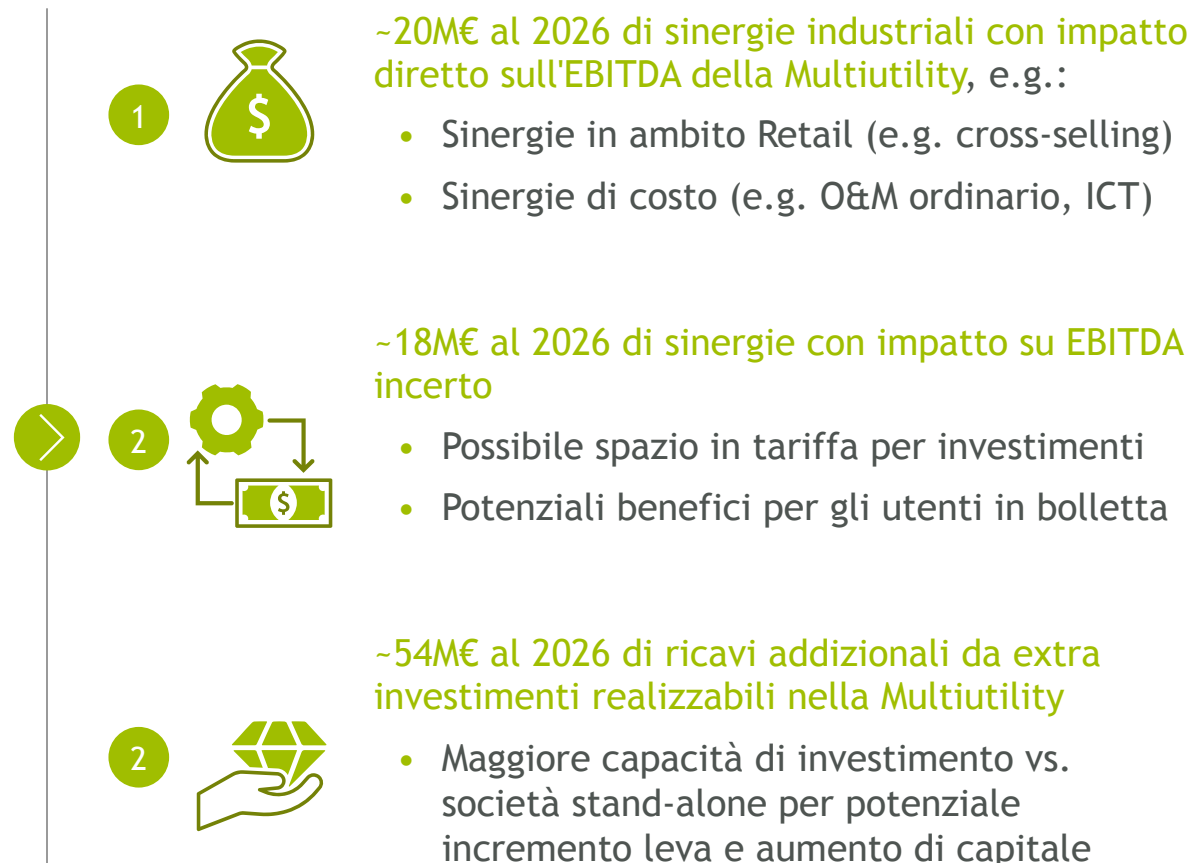 ~20M€ al 2026 di sinergie industriali con impatto
diretto sull'EBITDA della Multiutility, e.g.:
1
$
• Sinergie in ambito Retail (e.g. cross-selling)
• Sinergie di costo (e.g. O&M ordinario, ICT)
~18M€ al 2026 di sinergie con impatto su EBITDA
incerto
2
$
• Possibile spazio in tariffa per investimenti
• Potenziali benefici per gli utenti in bolletta
~54M€ al 2026 di ricavi addizionali da extra
investimenti realizzabili nella Multiutility
2
• Maggiore capacità di investimento vs.
società stand-alone per potenziale
incremento leva e aumento di capitale